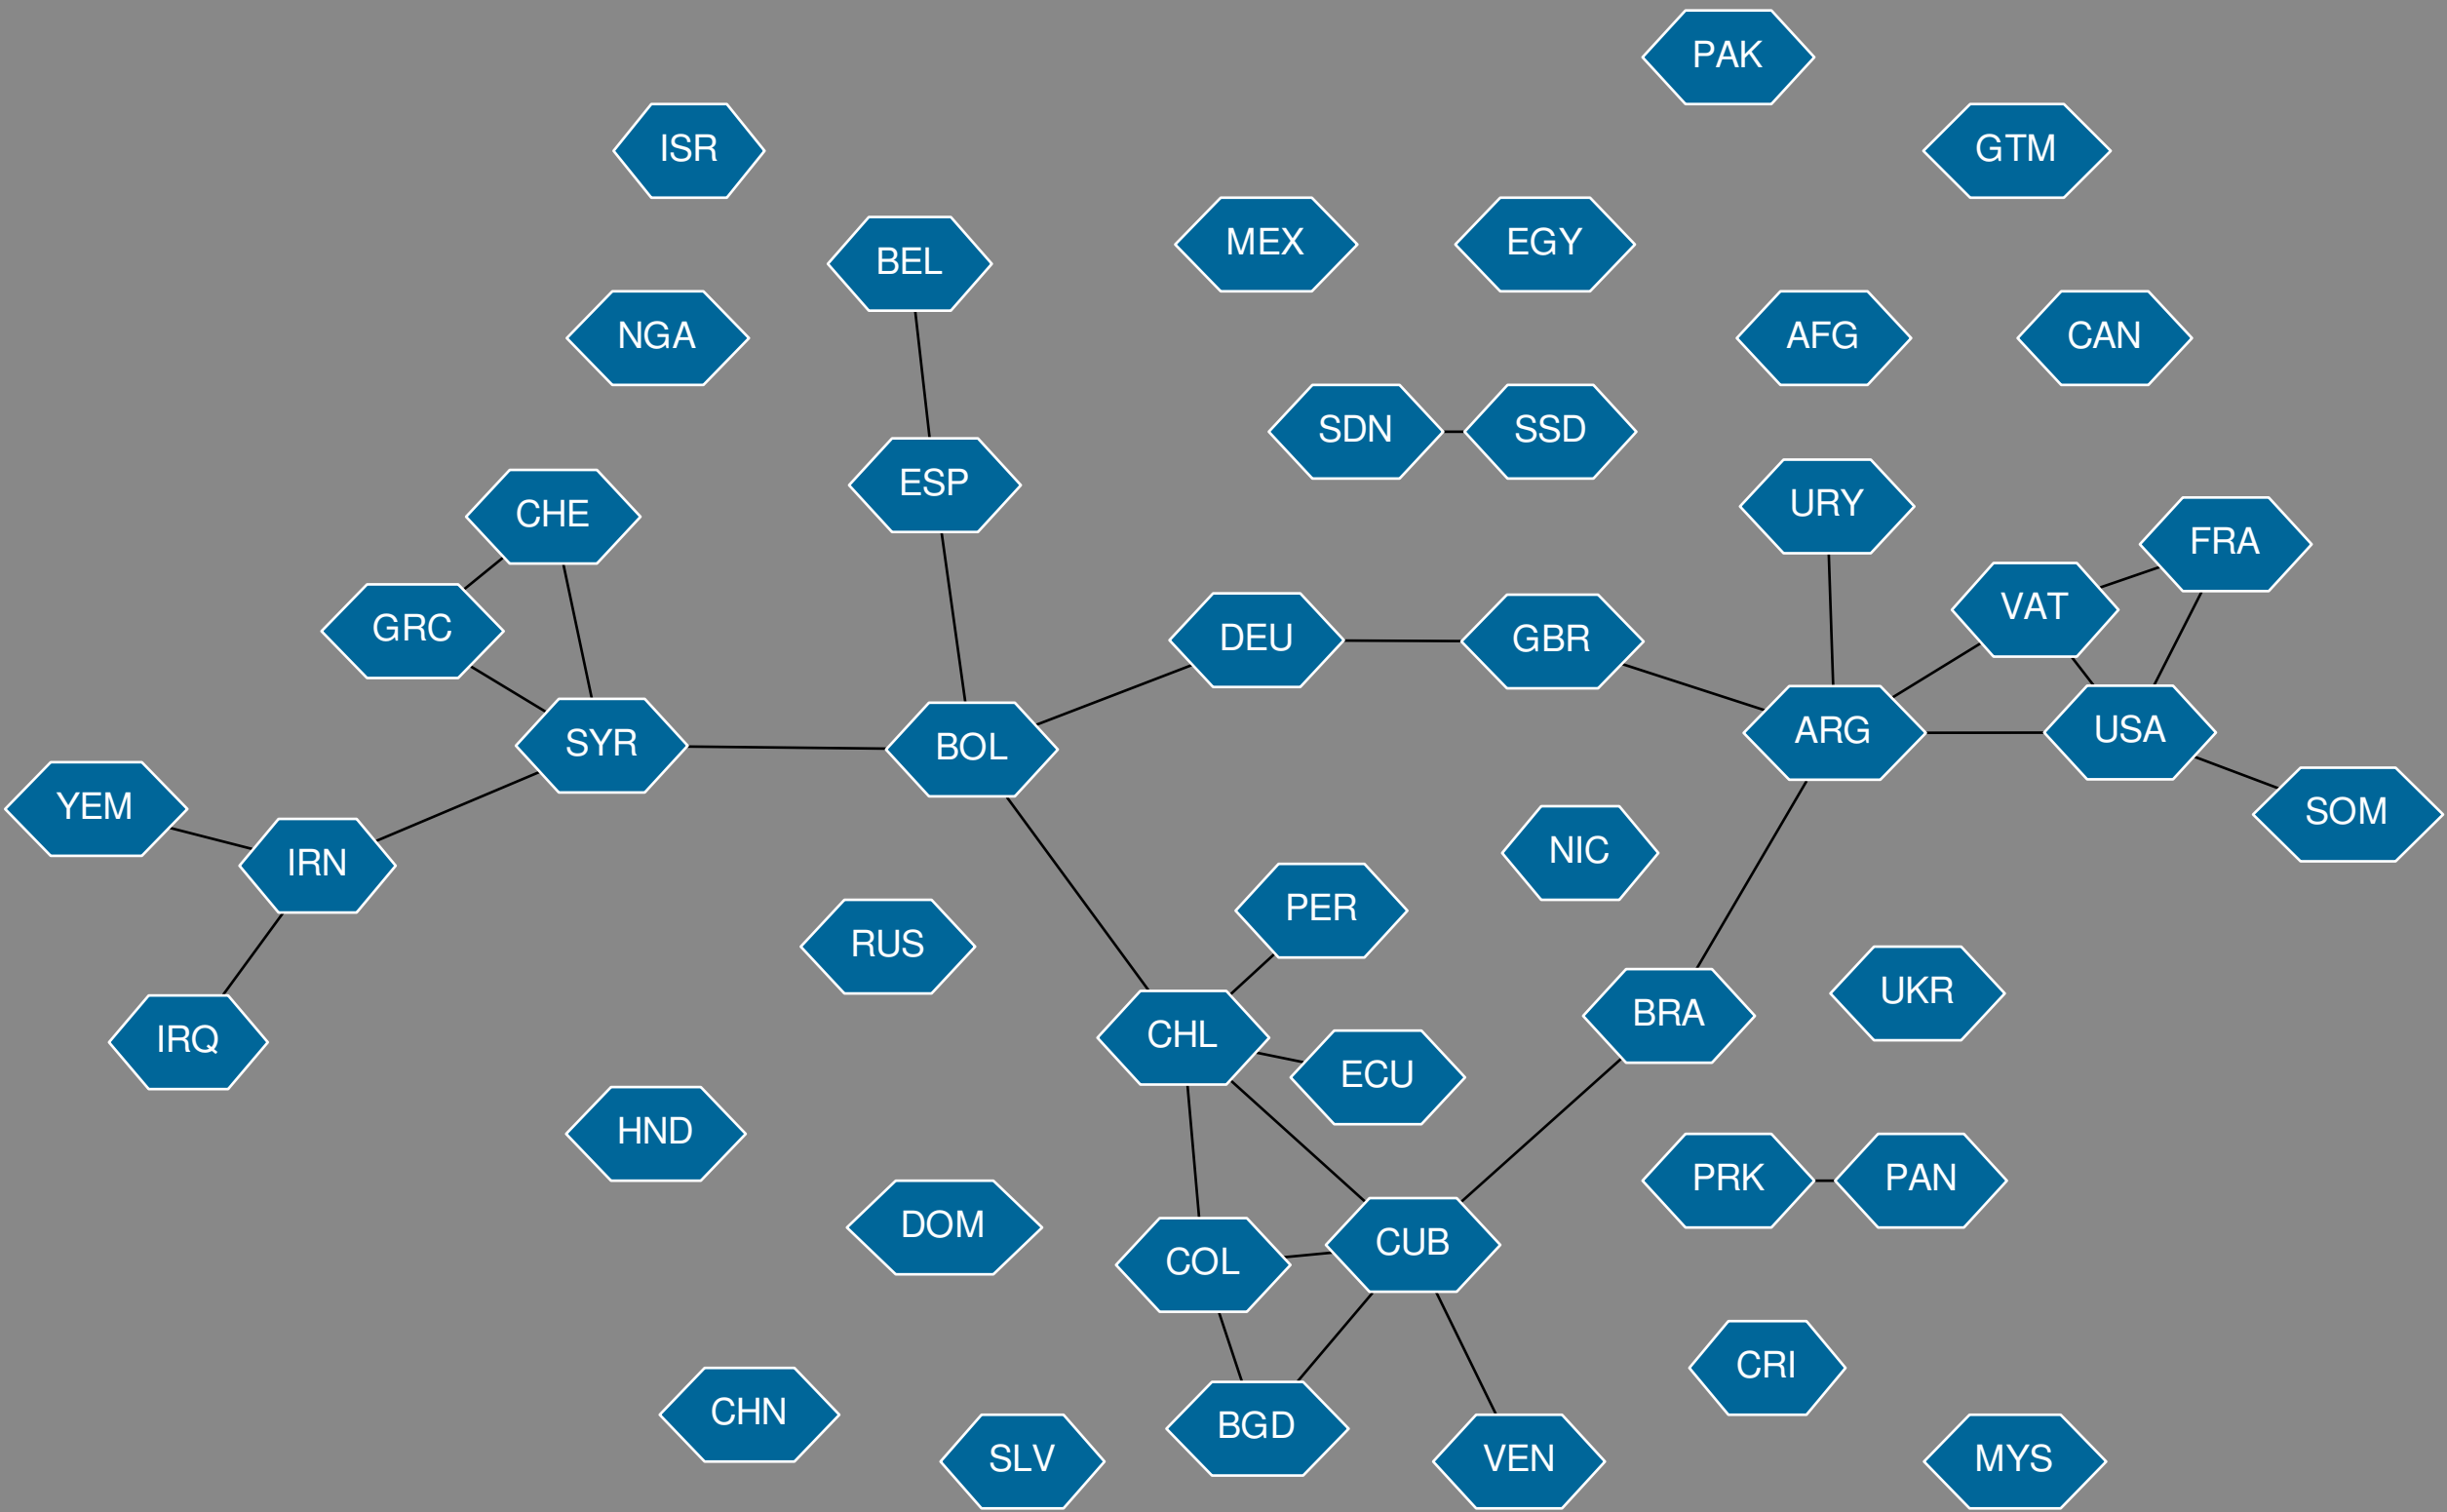 PAK
ISR
GTM
MEX
EGY
BEL
NGA
AFG
CAN
SDN
SSD
ESP
URY
CHE
FRA
VAT
GRC
DEU
GBR
SYR
BOL
ARG
USA
YEM
SOM
IRN
NIC
PER
RUS
UKR
BRA
CHL
IRQ
ECU
HND
PRK
PAN
DOM
CUB
COL
CRI
CHN
BGD
SLV
VEN
MYS